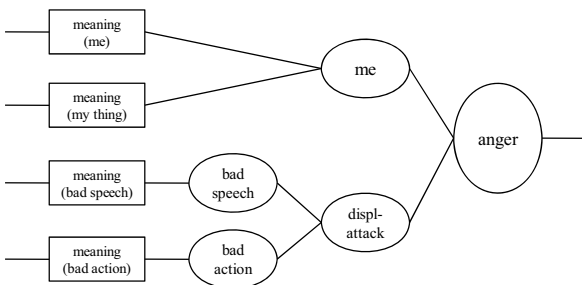 meaning
(me)
me
meaning
(my thing)
anger
meaning
(bad speech)
bad
speech
displ-
attack
meaning
(bad action)
bad
action